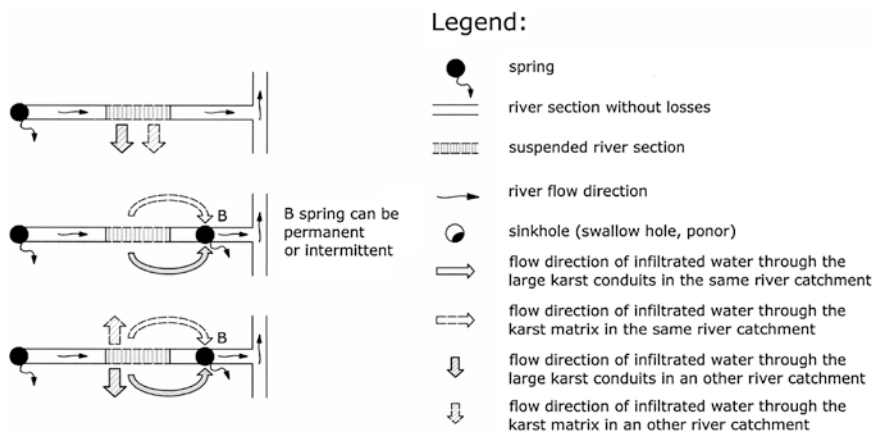 Legend:
spring
river section without losses
suspended river section
river flow direction
sinkhole (swallow hole, ponor)
flow direction of infiltrated water through the
large karst conduits in the same river catchment
flow direction of infiltrated water through the
karst matrix in the same river catchment
flow direction of infiltrated water through the
large karst conduits in an other river catchment
flow direction of infiltrated water through the
karst matrix in an other river catchment
B
B spring can be
permanent
or intermittent
B